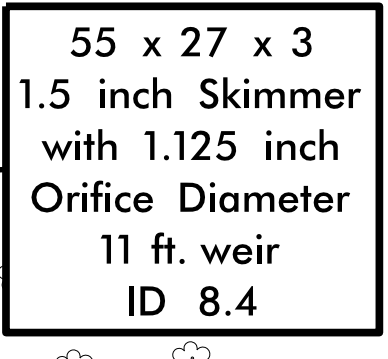 55 x 27 x 3
1.5 inch Skimmer
with 1.125 inch
Orifice Diameter
11 ft. weir
ID 8.4